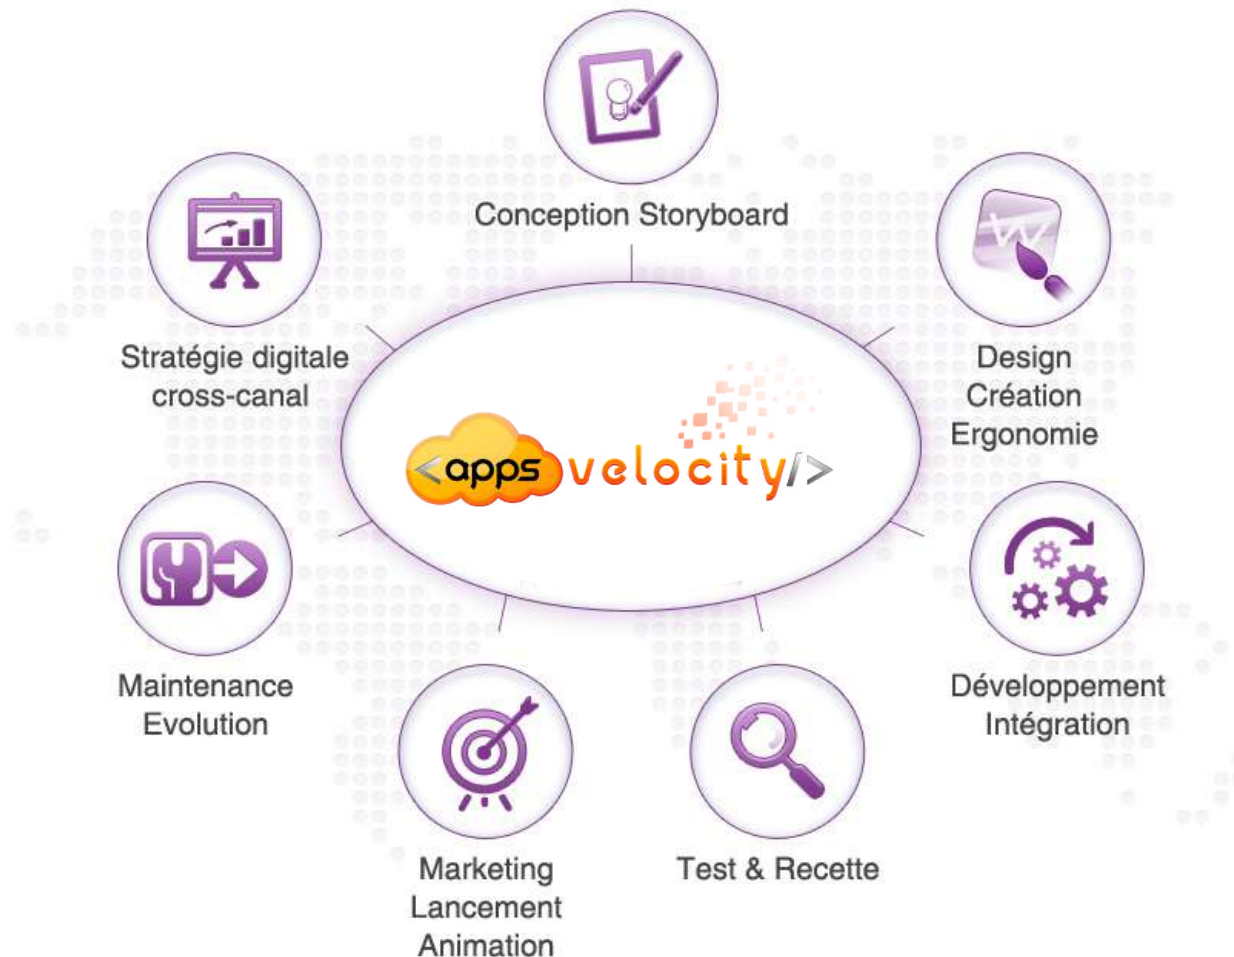 Conception Storyboard
Stratégie digitale
cross-canal
Design
Création
Ergonomie
<apps velocity/>
Maintenance
Evolution
Développement
Intégration
Marketing
Lancement
Animation
Test & Recette